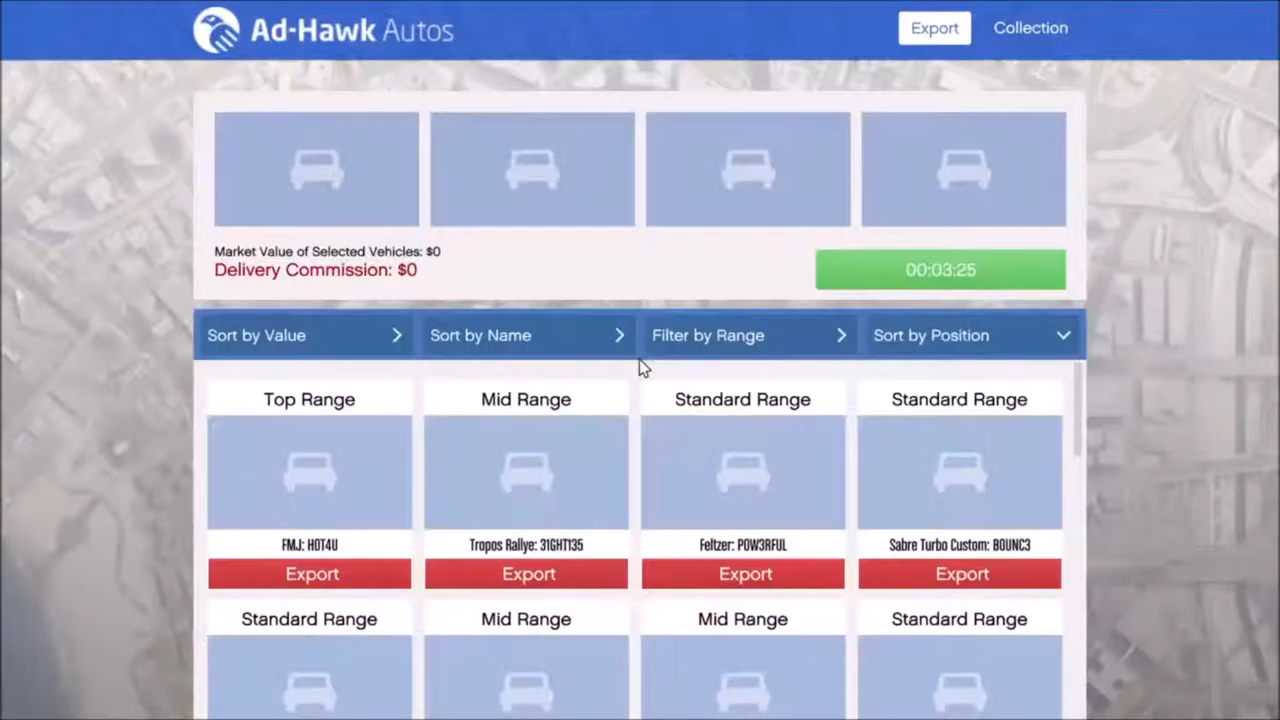 Ad-Hawk Autos
Export
Collection
Market Value of Selected Vehicles: $0
Delivery Commission: $0
00:03:25
Sort by Value
Sort by Name
Filter by Range
Sort by Position
Top Range
Mid Range
Standard Range
Standard Range
FMJ: H0T4U
Tropos Rallye: 31GHT135
Feltzer: P0W3RFUL
Sabre Turbo Custom: B0UNC3
Export
Export
Export
Export
Standard Range
Mid Range
Mid Range
Standard Range